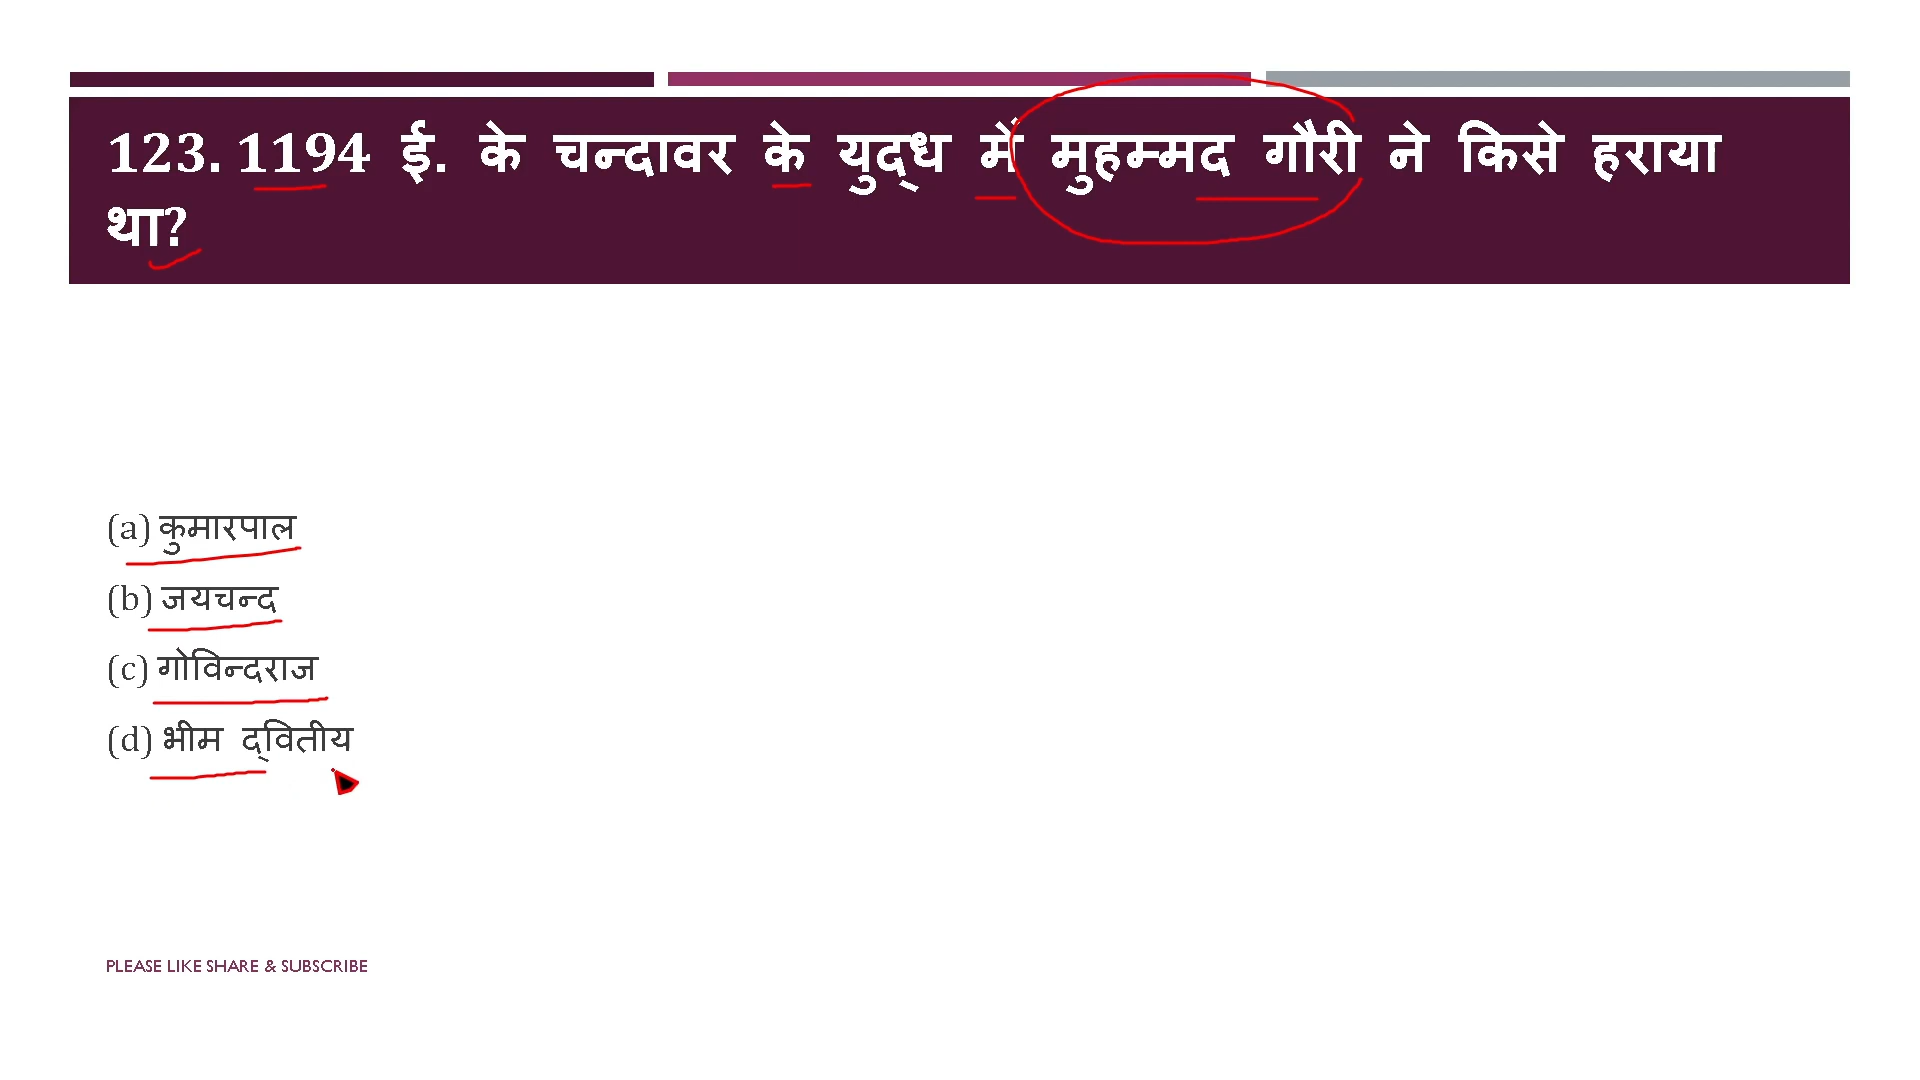 123. 1194 ई. के चन्दावर के युद्ध में मुहम्मद गौरी ने किसे हराया
था?
(a) कुमारपाल
(b) जयचन्द
(c) गोविन्दराज
(d) भीम द्वितीय
PLEASE LIKE SHARE & SUBSCRIBE